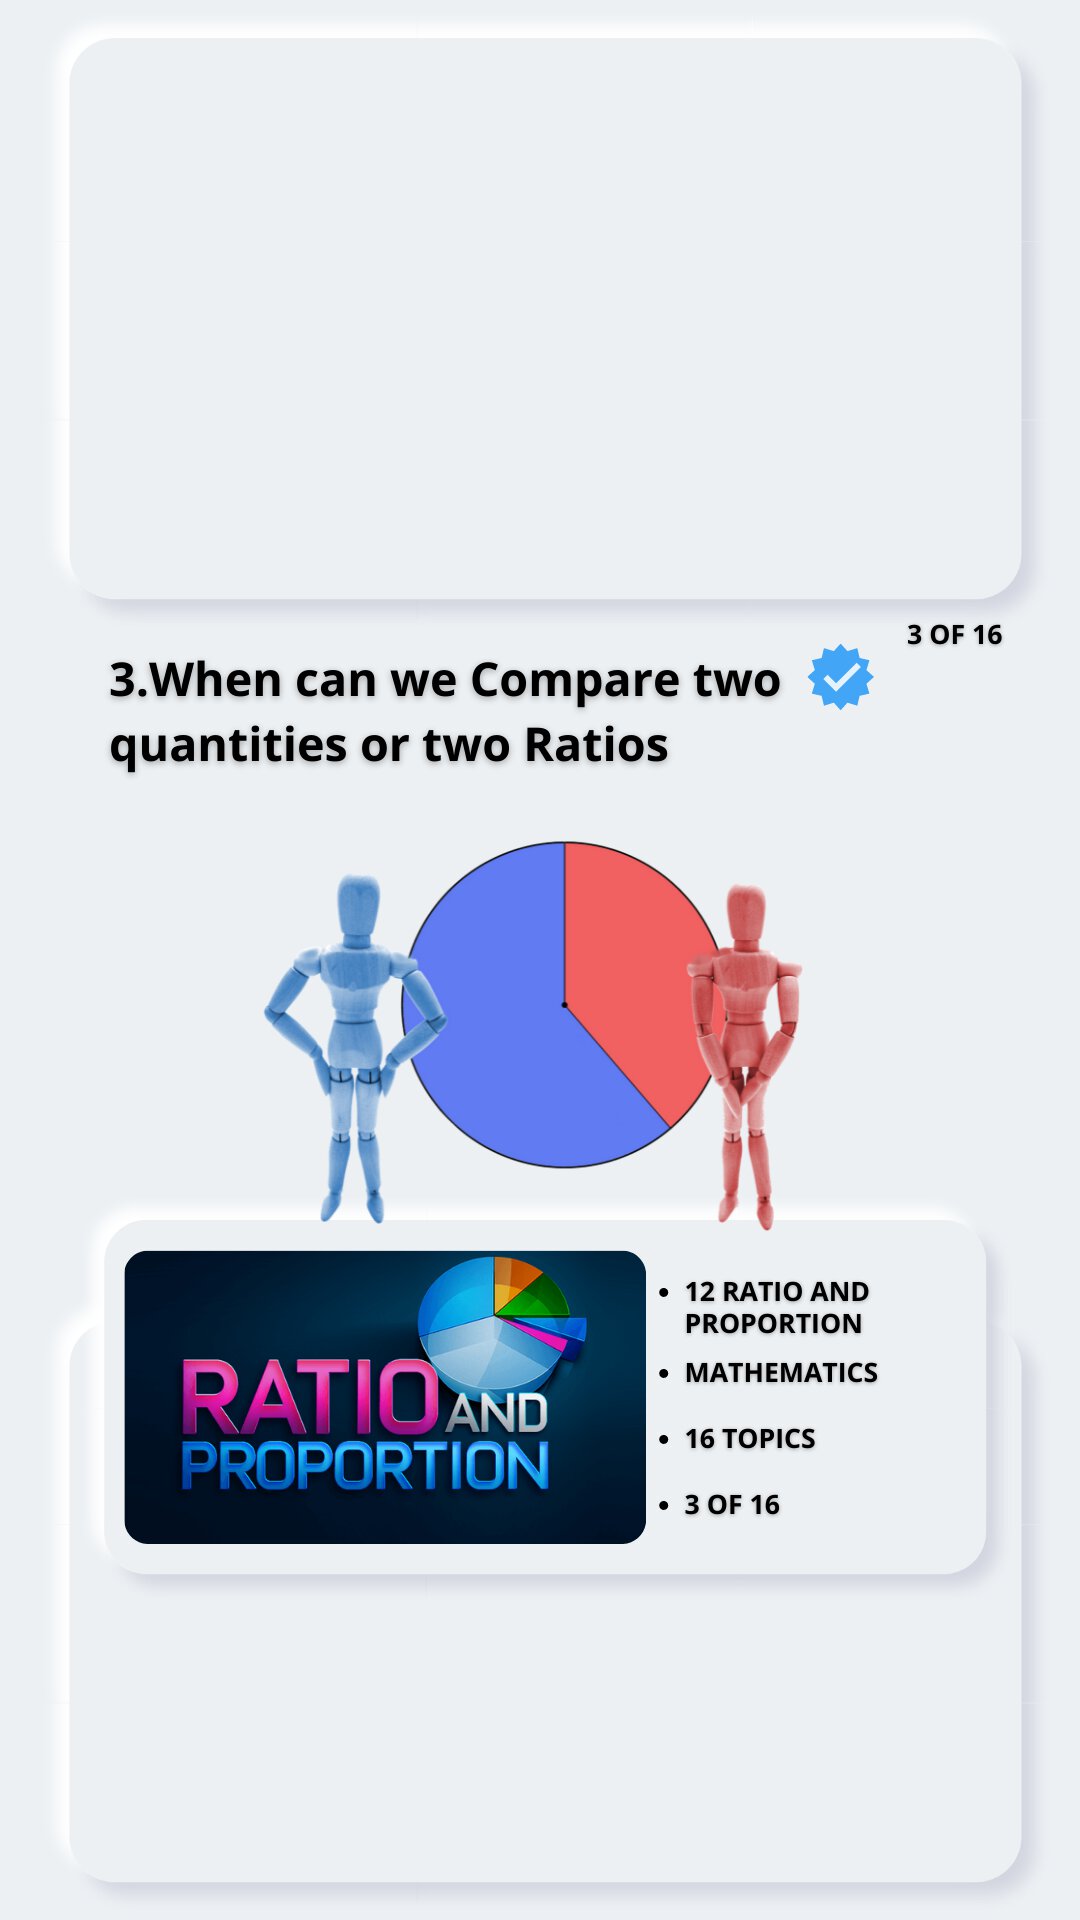 3 OF 16
3.When can we Compare two
quantities or two Ratios
RATIO AND
PROPORTION
12 RATIO AND
PROPORTION
MATHEMATICS
16 TOPICS
3 OF 16